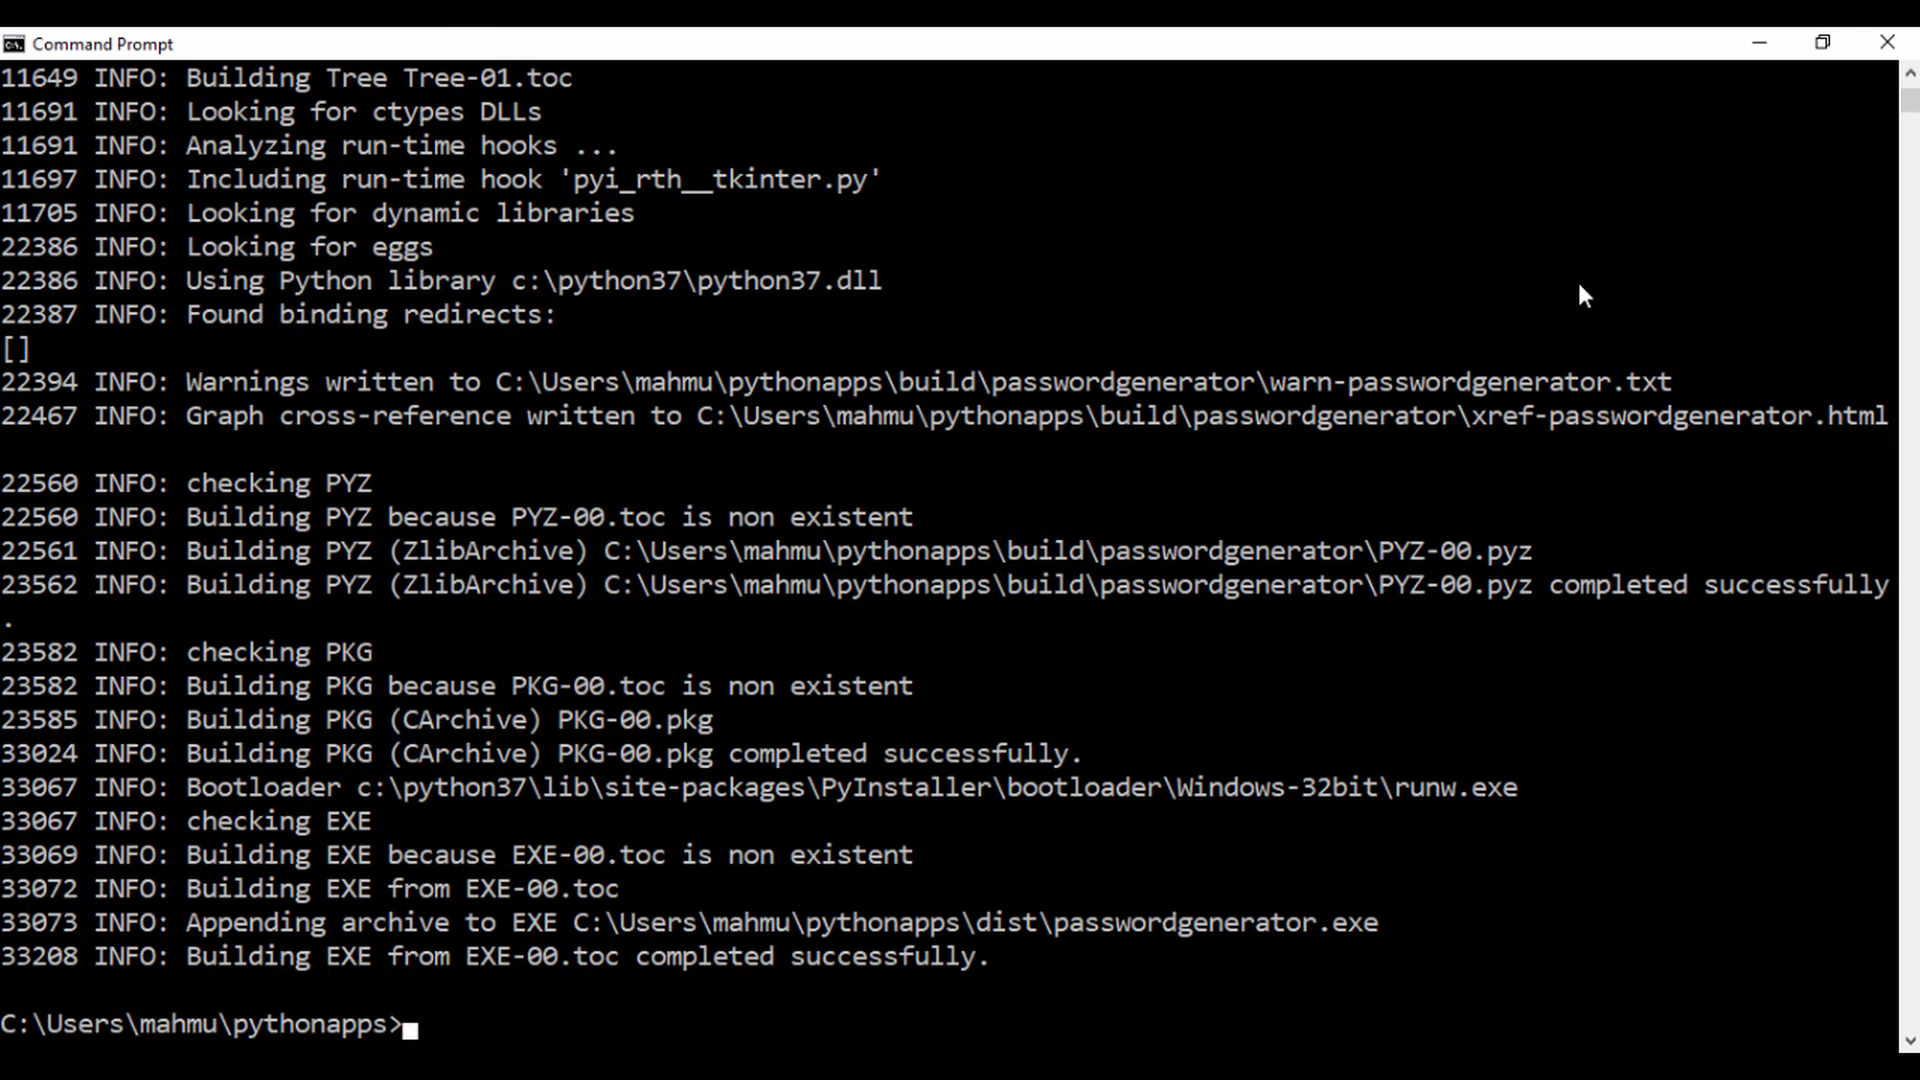 Command Prompt
11649 INFO: Building Tree Tree-01.toc
11691 INFO: Looking for ctypes DLLs
11691 INFO: Analyzing run-time hooks ...
11697 INFO: Including run-time hook 'pyi_rth__tkinter.py'
11705 INFO: Looking for dynamic libraries
22386 INFO: Looking for eggs
22386 INFO: Using Python library c:\python37\python37.dll
22387 INFO: Found binding redirects:
[]
22394 INFO: Warnings written to C:\Users\mahmu\pythonapps\build\passwordgenerator\warn-passwordgenerator.txt
22467 INFO: Graph cross-reference written to C:\Users\mahmu\pythonapps\build\passwordgenerator\xref-passwordgenerator.html
22560 INFO: checking PYZ
22560 INFO: Building PYZ because PYZ-00.toc is non existent
22561 INFO: Building PYZ (ZlibArchive) C:\Users\mahmu\pythonapps\build\passwordgenerator\PYZ-00.pyz
23562 INFO: Building PYZ (ZlibArchive) C:\Users\mahmu\pythonapps\build\passwordgenerator\PYZ-00.pyz completed successfully
.
23582 INFO: checking PKG
23582 INFO: Building PKG because PKG-00.toc is non existent
23585 INFO: Building PKG (CArchive) PKG-00.pkg
33024 INFO: Building PKG (CArchive) PKG-00.pkg completed successfully.
33067 INFO: Bootloader c:\python37\lib\site-packages\PyInstaller\bootloader\Windows-32bit\runw.exe
33067 INFO: checking EXE
33069 INFO: Building EXE because EXE-00.toc is non existent
33072 INFO: Building EXE from EXE-00.toc
33073 INFO: Appending archive to EXE C:\Users\mahmu\pythonapps\dist\passwordgenerator.exe
33208 INFO: Building EXE from EXE-00.toc completed successfully.
C:\Users\mahmu\pythonapps>